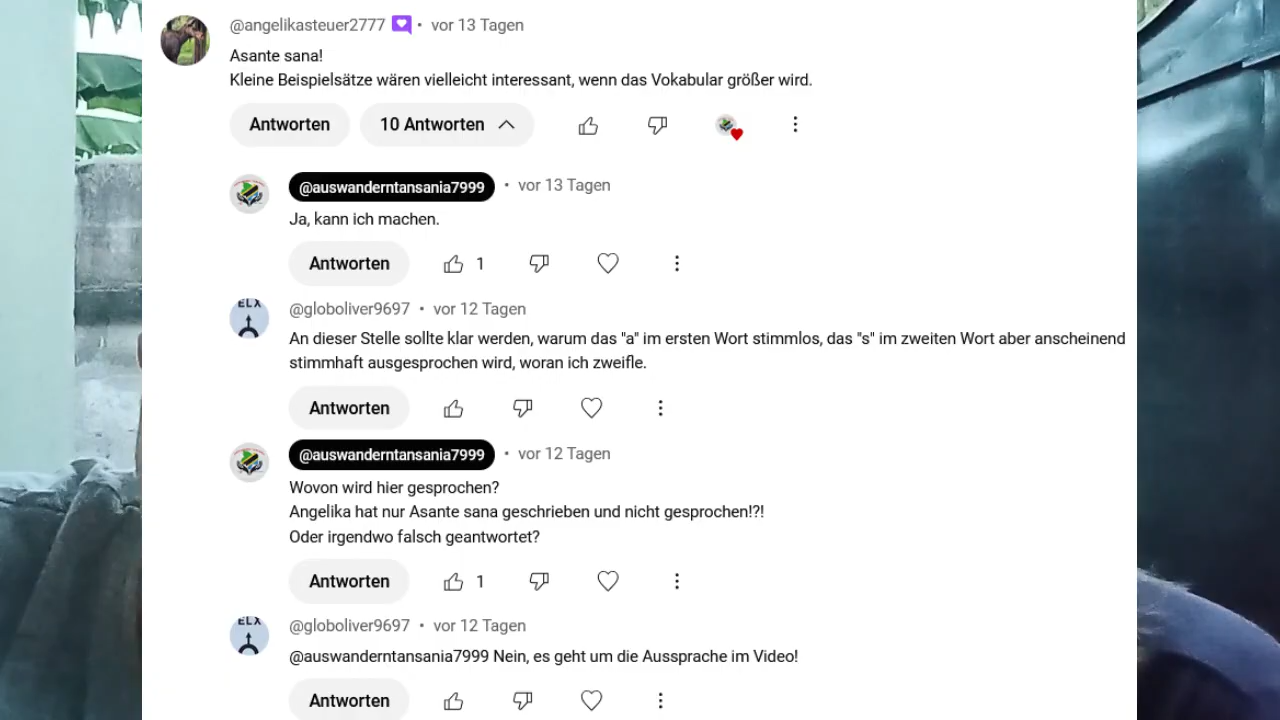 @angelikasteuer2777 • vor 13 Tagen
Asante sana!
Kleine Beispielsätze wären vielleicht interessant, wenn das Vokabular größer wird.
Antworten 10 Antworten
@auswanderntansania7999 • vor 13 Tagen
Ja, kann ich machen.
Antworten 1
ELX
@globoliver9697 • vor 12 Tagen
An dieser Stelle sollte klar werden, warum das "a" im ersten Wort stimmlos, das "s" im zweiten Wort aber anscheinend
stimmhaft ausgesprochen wird, woran ich zweifle.
Antworten
@auswanderntansania7999 • vor 12 Tagen
Wovon wird hier gesprochen?
Angelika hat nur Asante sana geschrieben und nicht gesprochen!?!
Oder irgendwo falsch geantwortet?
Antworten 1
ELX
@globoliver9697 • vor 12 Tagen
@auswanderntansania7999 Nein, es geht um die Aussprache im Video!
Antworten